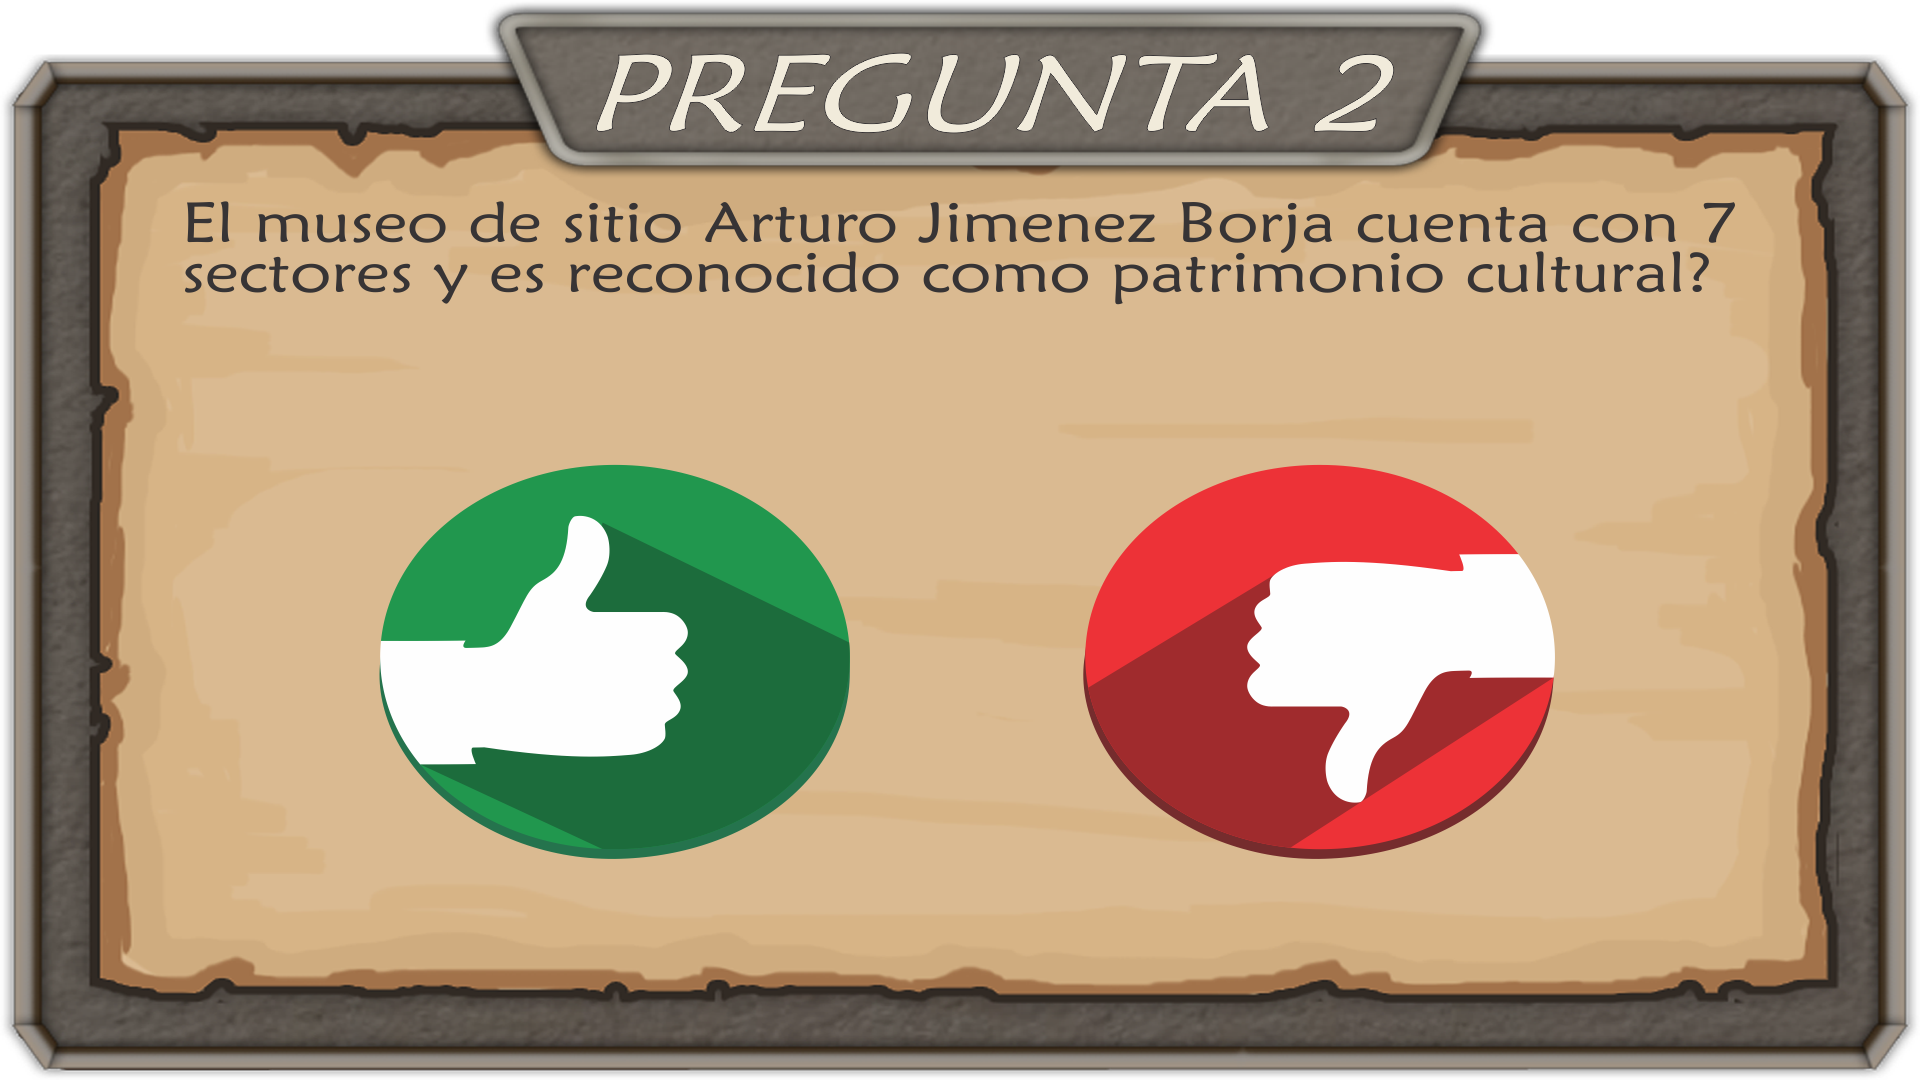 PREGUNTA 2
El museo de sitio Arturo Jimenez Borja cuenta con 7
sectores y es reconocido como patrimonio cultural?